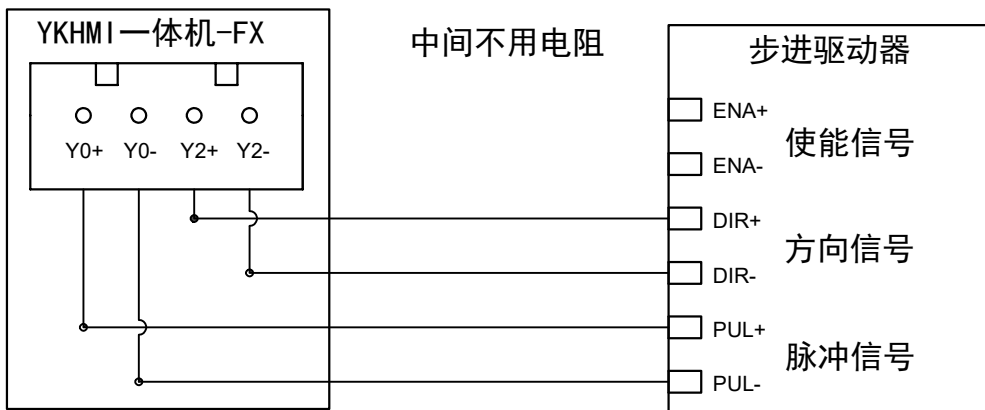 YKHMI一体机-FX
中间不用电阻
步进驱动器
Y0+ Y0- Y2+ Y2-
ENA+
使能信号
ENA-
DIR+
方向信号
DIR-
PUL+
脉冲信号
PUL-